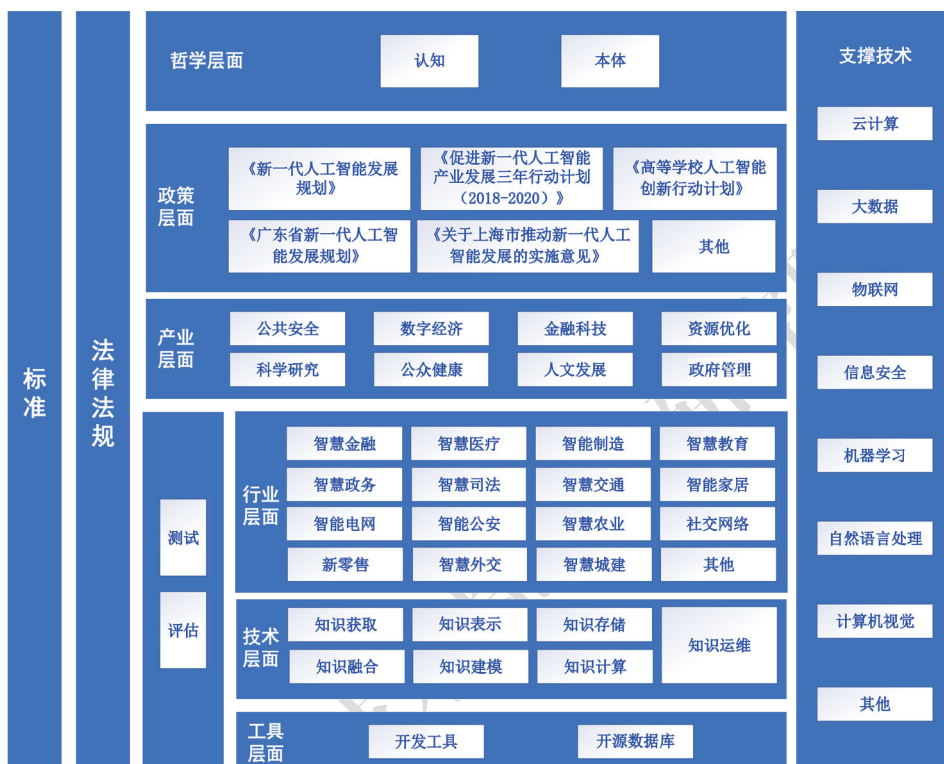 标准
法律法规
哲学层面
认知
本体
政策
层面
《新一代人工智能发展
规划》
《促进新一代人工智能
产业发展三年行动计划
（2018-2020）》
《高等学校人工智能
创新行动计划》
《广东省新一代人工智
能发展规划》
《关于上海市推动新一代人工
智能发展的实施意见》
其他
产业
层面
公共安全
数字经济
金融科技
资源优化
科学研究
公众健康
人文发展
政府管理
测试
评估
行业
层面
智慧金融
智慧医疗
智能制造
智慧教育
智慧政务
智慧司法
智慧交通
智能家居
智能电网
智能公安
智慧农业
社交网络
新零售
智慧外交
智慧城建
其他
技术
层面
知识获取
知识表示
知识存储
知识运维
知识融合
知识建模
知识计算
工具
层面
开发工具
开源数据库
支撑技术
云计算
大数据
物联网
信息安全
机器学习
自然语言处理
计算机视觉
其他